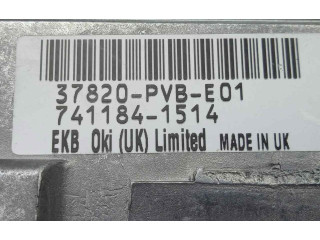 37820-PVB-E01
741184-1514
EKB Oki (UK) Limited MADE IN UK